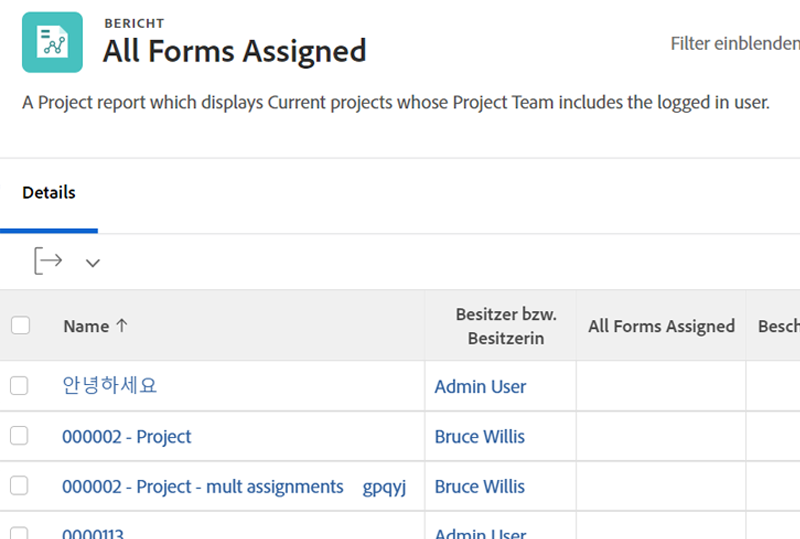 BERICHT
All Forms Assigned
Filter einblenden
A Project report which displays Current projects whose Project Team includes the logged in user.
Details
Name ↑
Besitzer bzw.
Besitzerin
All Forms Assigned
Besch
안녕하세요
Admin User
000002 - Project
Bruce Willis
000002 - Project - mult assignments gpqyj
Bruce Willis
0000113
Admin User